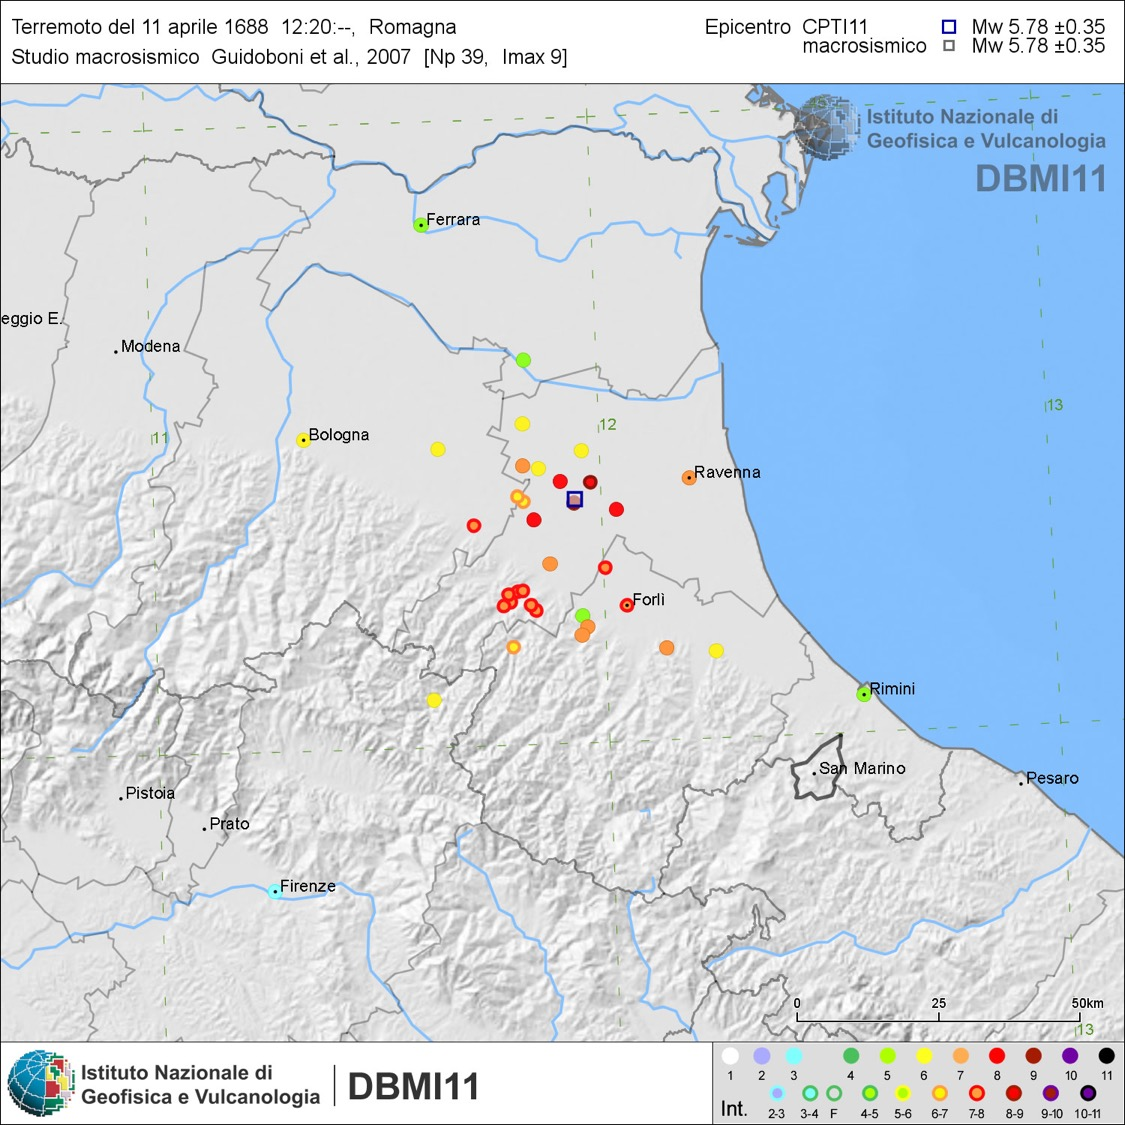 Terremoto del 11 aprile 1688 12:20:--, Romagna
Studio macrosismico Guidoboni et al., 2007 [Np 39, Imax 9]
Epicentro CPTI11 Mw 5.78 ±0.35
macrosismico Mw 5.78 ±0.35
Istituto Nazionale di
Geofisica e Vulcanologia
DBMI11
Ferrara
eggio E.
Modena
13
12
11
Bologna
Ravenna
Forlì
Rimini
San Marino
Pesaro
Pistoia
Prato
Firenze
0 25 50km
13
Istituto Nazionale di
Geofisica e Vulcanologia
DBMI11
1 2 3 4 5 6 7 8 9 10 11
Int. 2-3 3-4 F 4-5 5-6 6-7 7-8 8-9 9-10 10-11